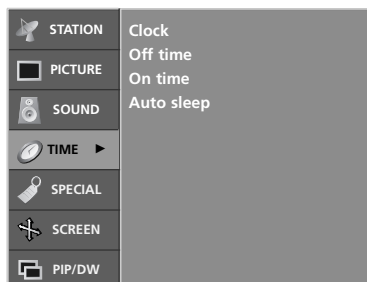 STATION
PICTURE
SOUND
TIME ►
SPECIAL
SCREEN
PIP/DW
Clock
Off time
On time
Auto sleep